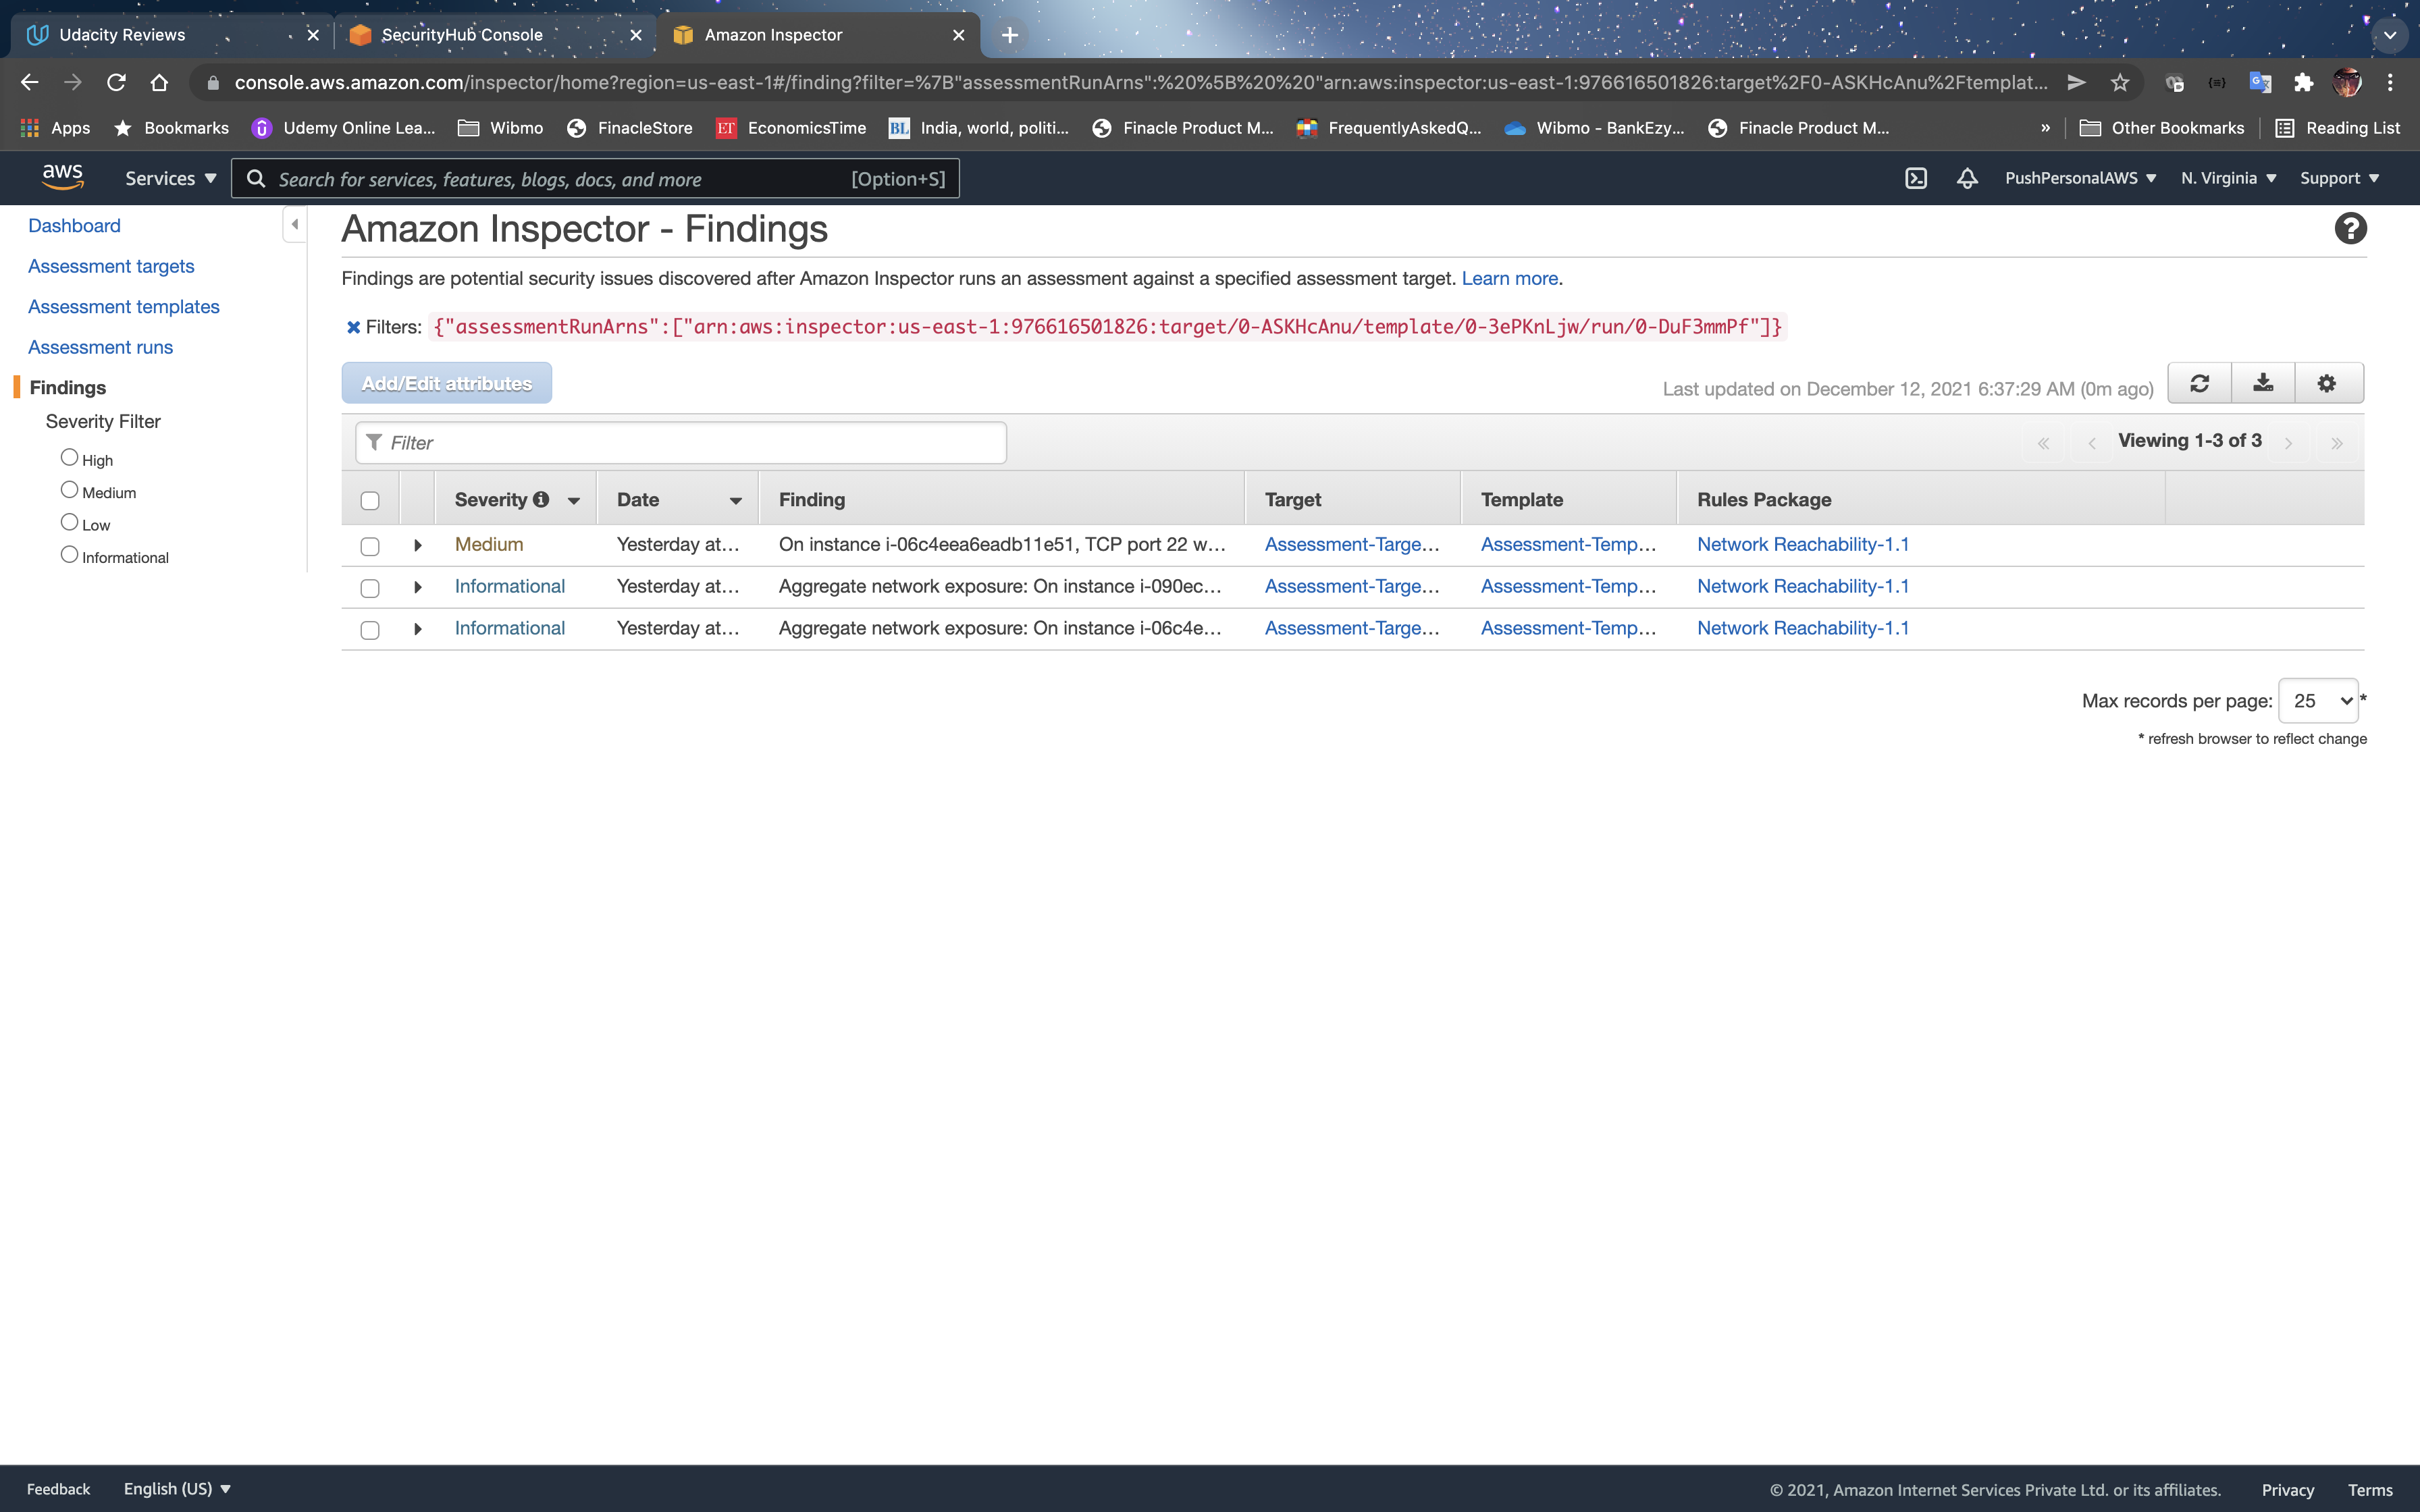 Udacity Reviews
SecurityHub Console
Amazon Inspector
console.aws.amazon.com/inspector/home?region=us-east-1#/finding?filter=%7B"assessmentRunArns":%20%5B%20%20"arn:aws:inspector:us-east-1:976616501826:target%2F0-ASKHcAnu%2Ftemplat...
Apps Bookmarks Udemy Online Lea... Wibmo FinacleStore ET EconomicsTime BL India, world, politi... Finacle Product M... FrequentlyAskedQ... Wibmo - BankEzy... Finacle Product M... » Other Bookmarks Reading List
aws Services Search for services, features, blogs, docs, and more [Option+S] PushPersonalAWS N. Virginia Support
Dashboard
Assessment targets
Assessment templates
Assessment runs
Findings
Severity Filter
High
Medium
Low
Informational
Amazon Inspector - Findings
Findings are potential security issues discovered after Amazon Inspector runs an assessment against a specified assessment target. Learn more.
Filters: {"assessmentRunArns":["arn:aws:inspector:us-east-1:976616501826:target/0-ASKHcAnu/template/0-3ePKnLjw/run/0-DuF3mmPf"]}
Add/Edit attributes
Last updated on December 12, 2021 6:37:29 AM (0m ago)
Filter
« ‹ Viewing 1-3 of 3 › »
Severity Date Finding Target Template Rules Package
Medium Yesterday at... On instance i-06c4eea6eadb11e51, TCP port 22 w... Assessment-Targe... Assessment-Temp... Network Reachability-1.1
Informational Yesterday at... Aggregate network exposure: On instance i-090ec... Assessment-Targe... Assessment-Temp... Network Reachability-1.1
Informational Yesterday at... Aggregate network exposure: On instance i-06c4e... Assessment-Targe... Assessment-Temp... Network Reachability-1.1
Max records per page: 25 *
* refresh browser to reflect change
Feedback English (US) © 2021, Amazon Internet Services Private Ltd. or its affiliates. Privacy Terms